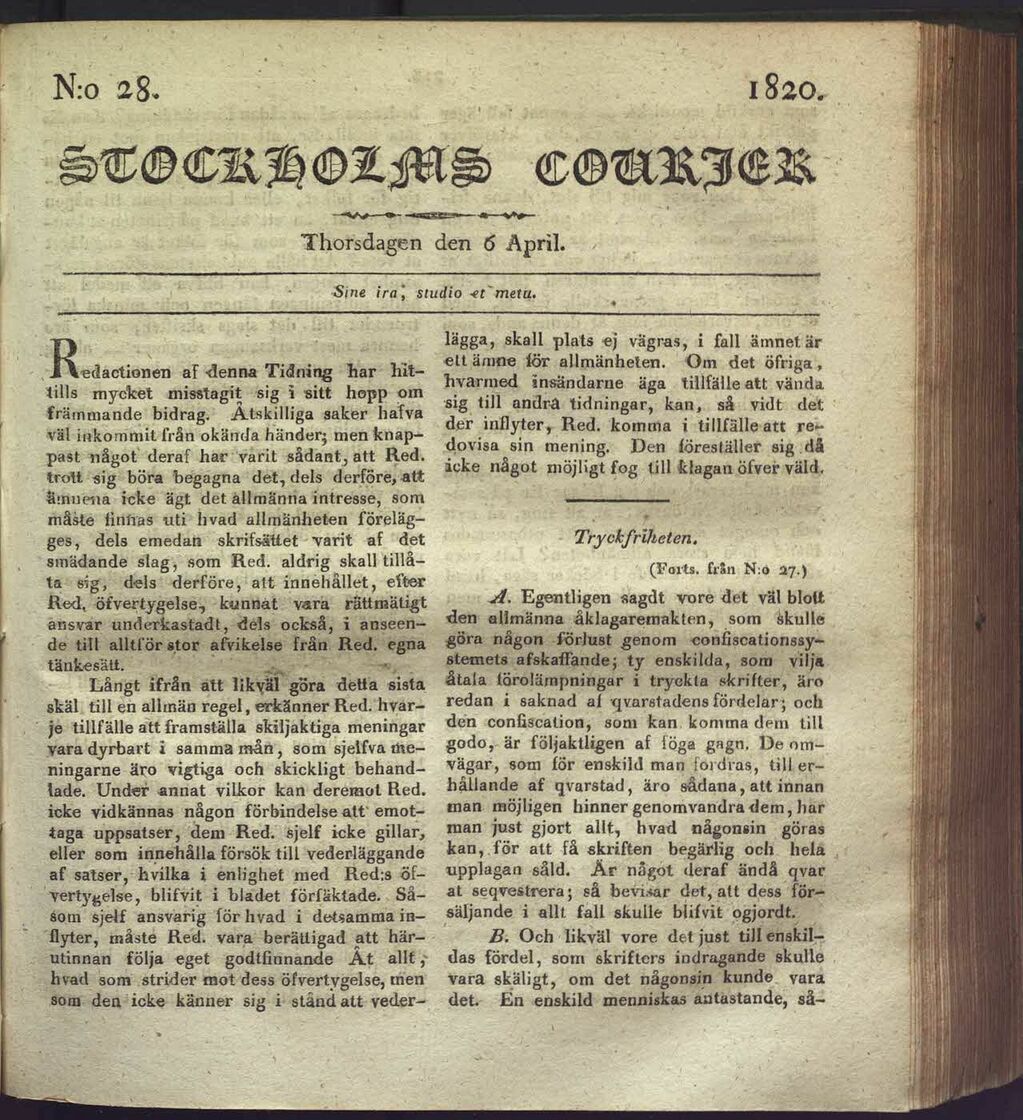 N:o 28.
1820.
STOCKHOLMS COURIER
Thorsdagen den 6 April.
Sine ira, studio et metu.
Redactionen af denna Tidning har hit-
tills mycket misstagit sig i sitt hopp om
främmande bidrag. Åtskilliga saker hafva
väl inkommit från okända händer; men knap-
past något deraf har varit sådant, att Red.
trott sig böra begagna det, dels derföre, att
ämnena icke ägt det allmänna intresse, som
måste finnas uti hvad allmänheten föreläg-
ges, dels emedan skrifsättet varit af det
smädande slag, som Red. aldrig skall tillå-
ta sig, dels derföre, att innehållet, efter
Red. öfvertygelse, kunnat vara rättmätigt
ansvar underkastadt, dels också, i anseen-
de till alltför stor afvikelse från Red. egna
tänkesätt.
Långt ifrån att likväl göra detta sista
skäl till en allmän regel, erkänner Red. hvar-
je tillfälle att framställa skiljaktiga meningar
vara dyrbart i samma mån, som sjelfva me-
ningarne äro vigtiga och skickligt behand-
lade. Under annat vilkor kan deremot Red.
icke vidkännas någon förbindelse att emot-
taga uppsatser, dem Red. sjelf icke gillar,
eller som innehålla försök till vederläggande
af satser, hvilka i enlighet med Red:s öf-
vertygelse, blifvit i bladet förfäktade. Så-
som sjelf ansvarig för hvad i detsamma in-
flyter, måste Red. vara berättigad att här-
utinnan följa eget godtfinnande Åt allt,
hvad som strider mot dess öfvertygelse, men
som den icke känner sig i stånd att veder-
lägga, skall plats ej vägras, i fall ämnet är
ett ämne för allmänheten. Om det öfriga,
hvarmed insändarne äga tillfälle att vända
sig till andra tidningar, kan, så vidt det
der inflyter, Red. komma i tillfälle att re-
dovisa sin mening. Den föreställer sig då
icke något möjligt fog till klagan öfver våld.
Tryckfriheten.
(Forts. från N:o 27.)
A. Egentligen sagdt vore det väl blott
den allmänna åklagaremakten, som skulle
göra någon förlust genom confiscationssy-
stemets afskaffande; ty enskilda, som vilja
åtala förolämpningar i tryckta skrifter, äro
redan i saknad af qvarstadens fördelar; och
den confiscation, som kan komma dem till
godo, är följaktligen af föga gagn. De om-
vägar, som för enskild man fordras, till er-
hållande af qvarstad, äro sådana, att innan
man möjligen hinner genomvandra dem, har
man just gjort allt, hvad någonsin göras
kan, för att få skriften begärlig och hela
upplagan såld. Är något deraf ändå qvar
at seqvestrera; så bevisar det, att dess för-
säljande i allt fall skulle blifvit ogjordt.
B. Och likväl vore det just till enskil-
das fördel, som skrifters indragande skulle
vara skäligt, om det någonsin kunde vara
det. En enskild menniskas antastande, så-